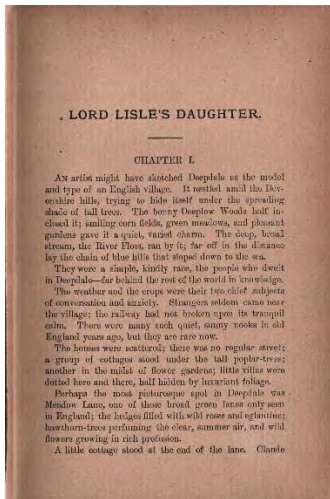 LORD LISLE'S DAUGHTER.
CHAPTER I.
AN artist might have sketched Deepdale as the model
and type of an English village. It nestled amid the Dev-
onshire hills, trying to hide itself under the spreading
shade of tall trees. The bonny Deeplow Woods half in-
closed it; smiling corn fields, green meadows, and pleasant
gardens gave it a quiet, varied charm. The deep, broad
stream, the River Floss, ran by it; far off in the distance
lay the chain of blue hills that sloped down to the sea.
They were a simple, kindly race, the people who dwelt
in Deepdale—far behind the rest of the world in knowledge.
The weather and the crops were their two chief subjects
of conversation and anxiety. Strangers seldom came near
the village; the railway had not broken upon its tranquil
calm. There were many such quiet, sunny nooks in old
England years ago, but they are rare now.
The houses were scattered; there was no regular street;
a group of cottages stood under the tall poplar-trees;
another in the midst of flower gardens; little villas were
dotted here and there, half hidden by luxuriant foliage.
Perhaps the most picturesque spot in Deepdale was
Meadow Lane, one of those broad green lanes only seen
in England; the hedges filled with wild roses and eglantine;
hawthorn-trees perfuming the clear, summer air, and wild
flowers growing in rich profusion.
A little cottage stood at the end of the lane. Claude